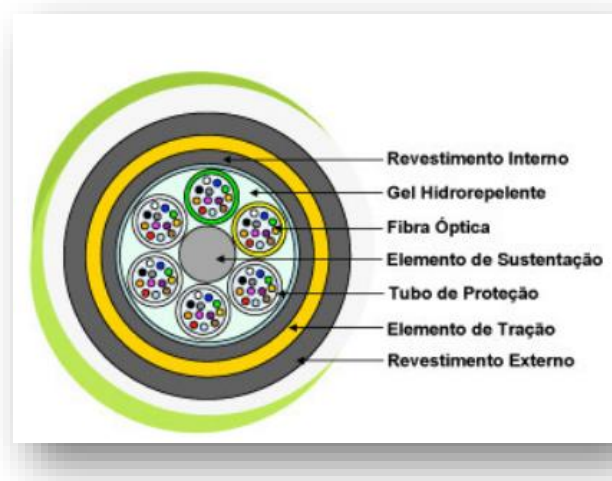 Revestimento Interno
Gel Hidrorepelente
Fibra Óptica
Elemento de Sustentação
Tubo de Proteção
Elemento de Tração
Revestimento Externo